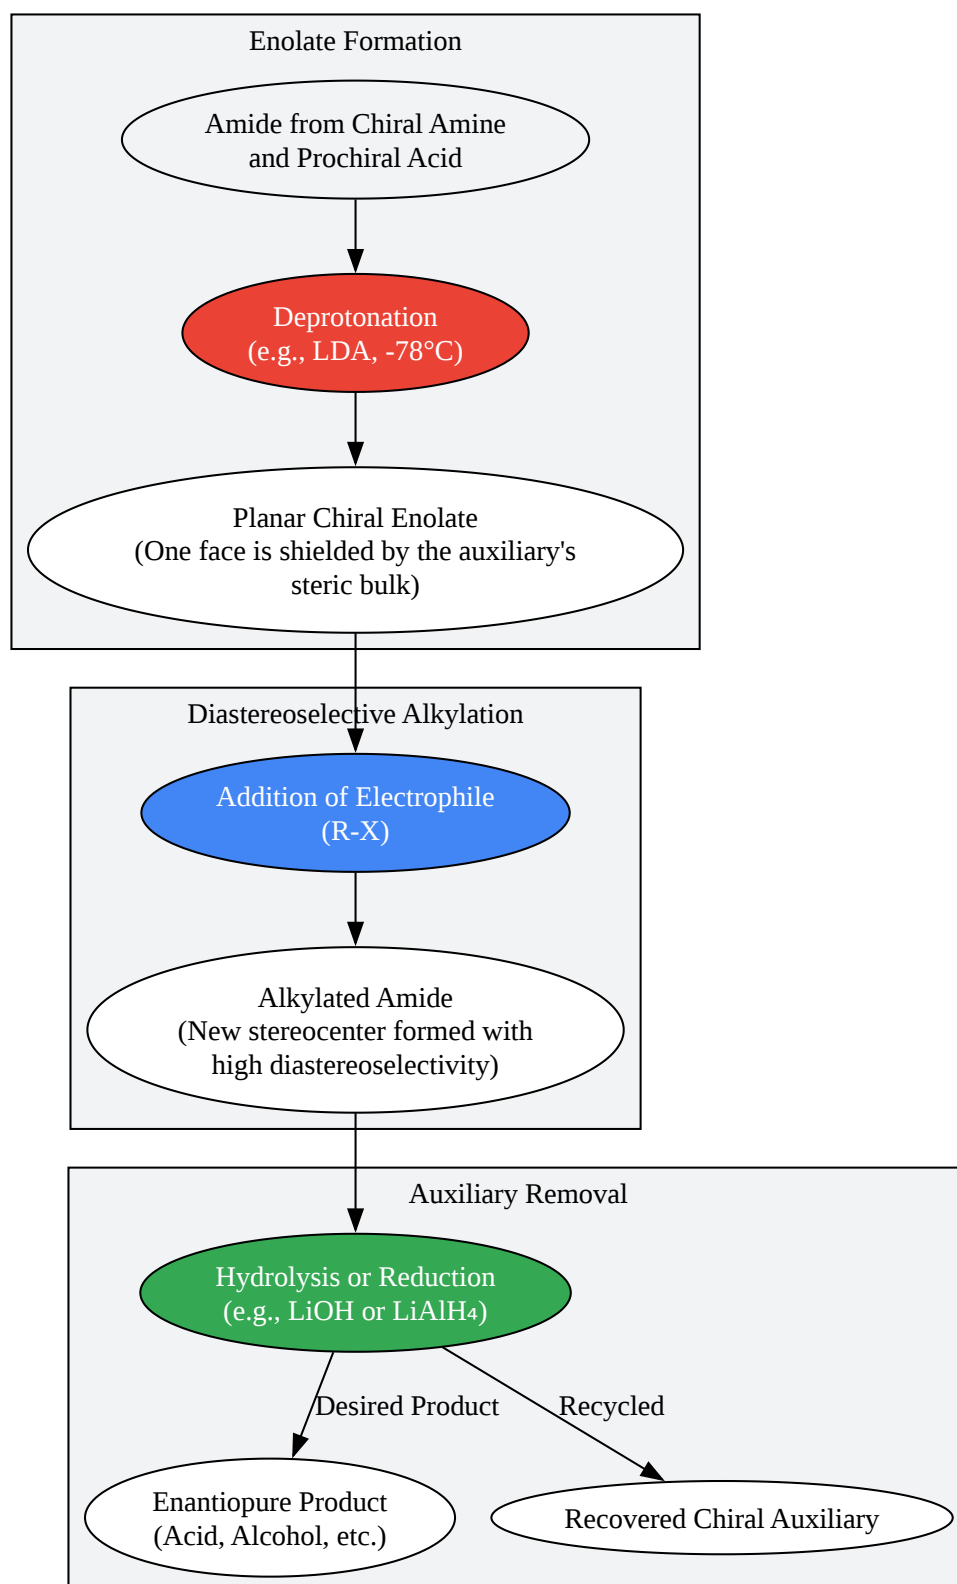 Enolate Formation
Amide from Chiral Amine
and Prochiral Acid
Deprotonation
(e.g., LDA, -78°C)
Planar Chiral Enolate
(One face is shielded by the auxiliary's
steric bulk)
Diastereoselective Alkylation
Addition of Electrophile
(R-X)
Alkylated Amide
(New stereocenter formed with
high diastereoselectivity)
Auxiliary Removal
Hydrolysis or Reduction
(e.g., LiOH or LiAlH₄)
Desired Product
Recycled
Enantiopure Product
(Acid, Alcohol, etc.)
Recovered Chiral Auxiliary